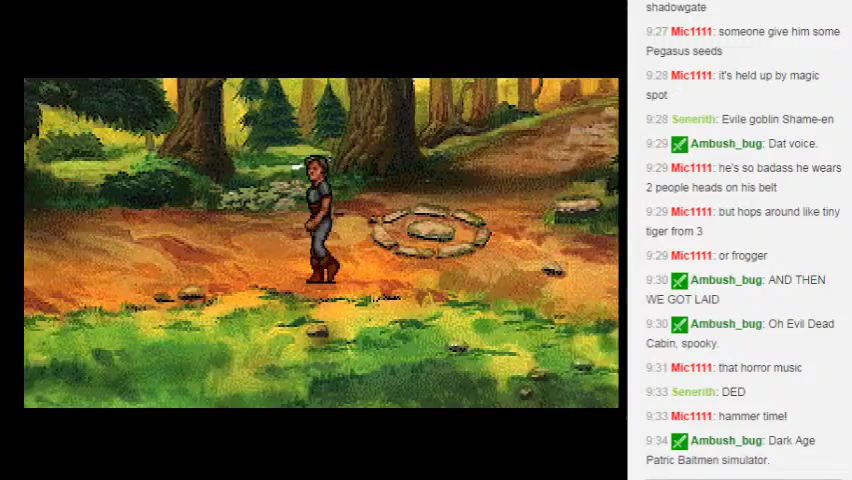 shadowgate
9:27 Mic1111: someone give him some
Pegasus seeds
9:28 Mic1111: it's held up by magic
spot
9:28 Senerith: Evile goblin Shame-en
9:29 Ambush_bug: Dat voice.
9:29 Mic1111: he's so badass he wears
2 people heads on his belt
9:29 Mic1111: but hops around like tiny
tiger from 3
9:29 Mic1111: or frogger
9:30 Ambush_bug: AND THEN
WE GOT LAID
9:30 Ambush_bug: Oh Evil Dead
Cabin, spooky.
9:31 Mic1111: that horror music
9:33 Senerith: DED
9:33 Mic1111: hammer time!
9:34 Ambush_bug: Dark Age
Patric Baitmen simulator.